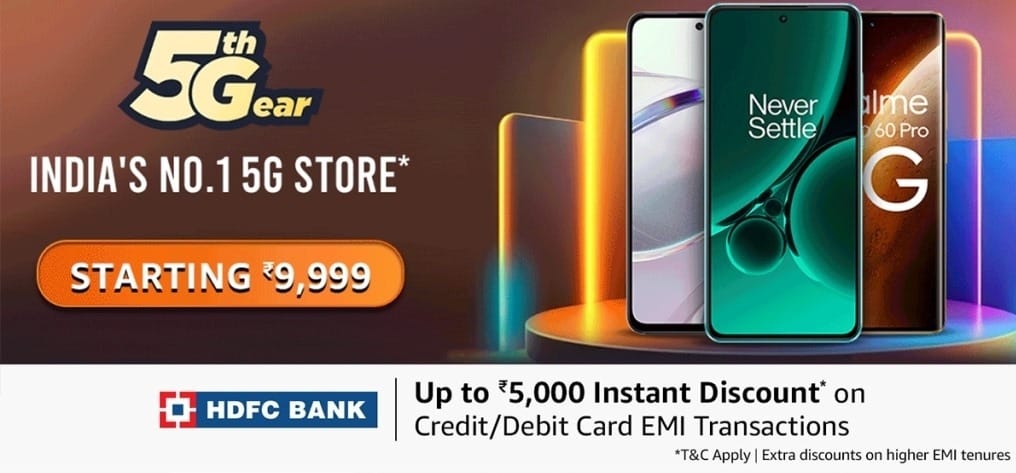 5th Gear
INDIA'S NO.1 5G STORE*
STARTING ₹9,999
Never
Settle
alme
60 Pro
G
HDFC BANK
Up to ₹5,000 Instant Discount* on
Credit/Debit Card EMI Transactions
*T&C Apply | Extra discounts on higher EMI tenures